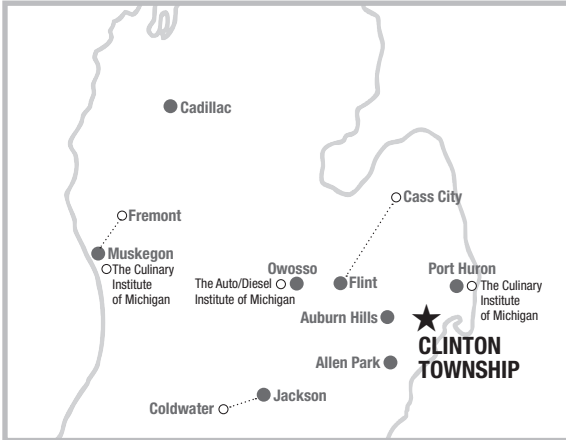 Cadillac
Cass City
Fremont
Muskegon
The Culinary
Institute
of Michigan
Owosso
The Auto/Diesel
Institute of Michigan
Flint
Port Huron
The Culinary
Institute
of Michigan
Auburn Hills
CLINTON
TOWNSHIP
Allen Park
Jackson
Coldwater